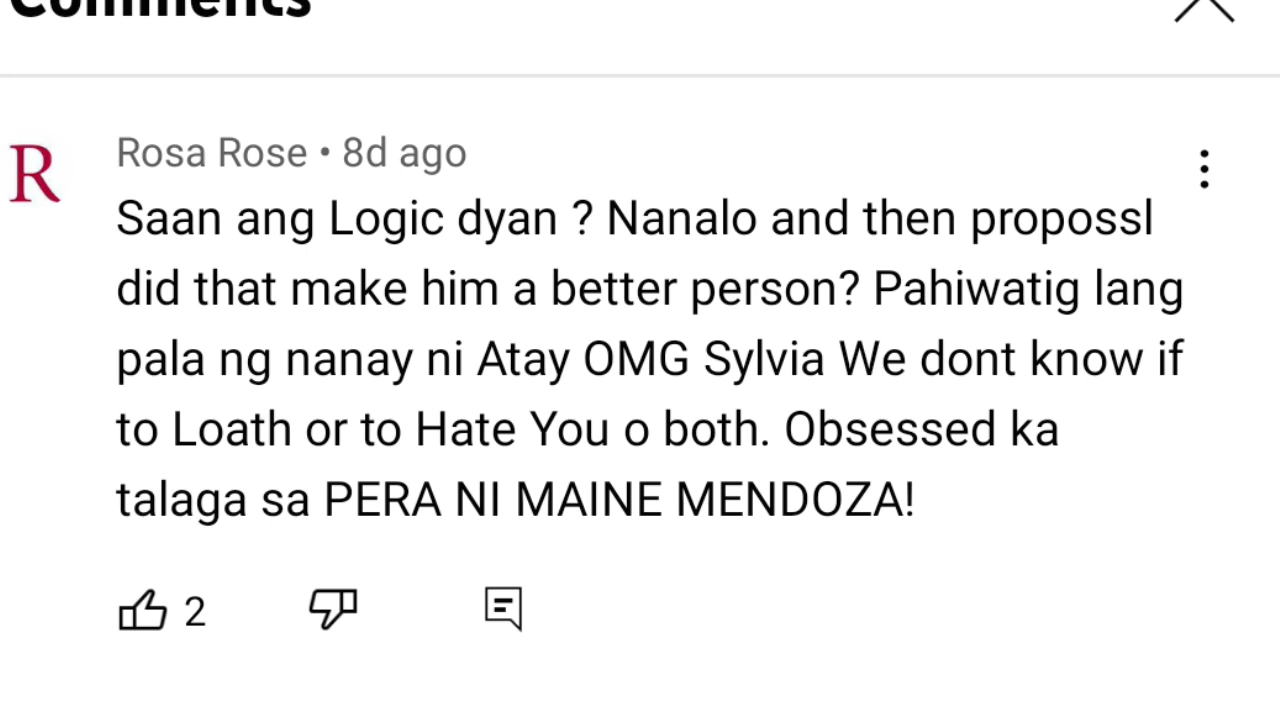 Comments
R
Rosa Rose • 8d ago
Saan ang Logic dyan ? Nanalo and then propossl
did that make him a better person? Pahiwatig lang
pala ng nanay ni Atay OMG Sylvia We dont know if
to Loath or to Hate You o both. Obsessed ka
talaga sa PERA NI MAINE MENDOZA!
2